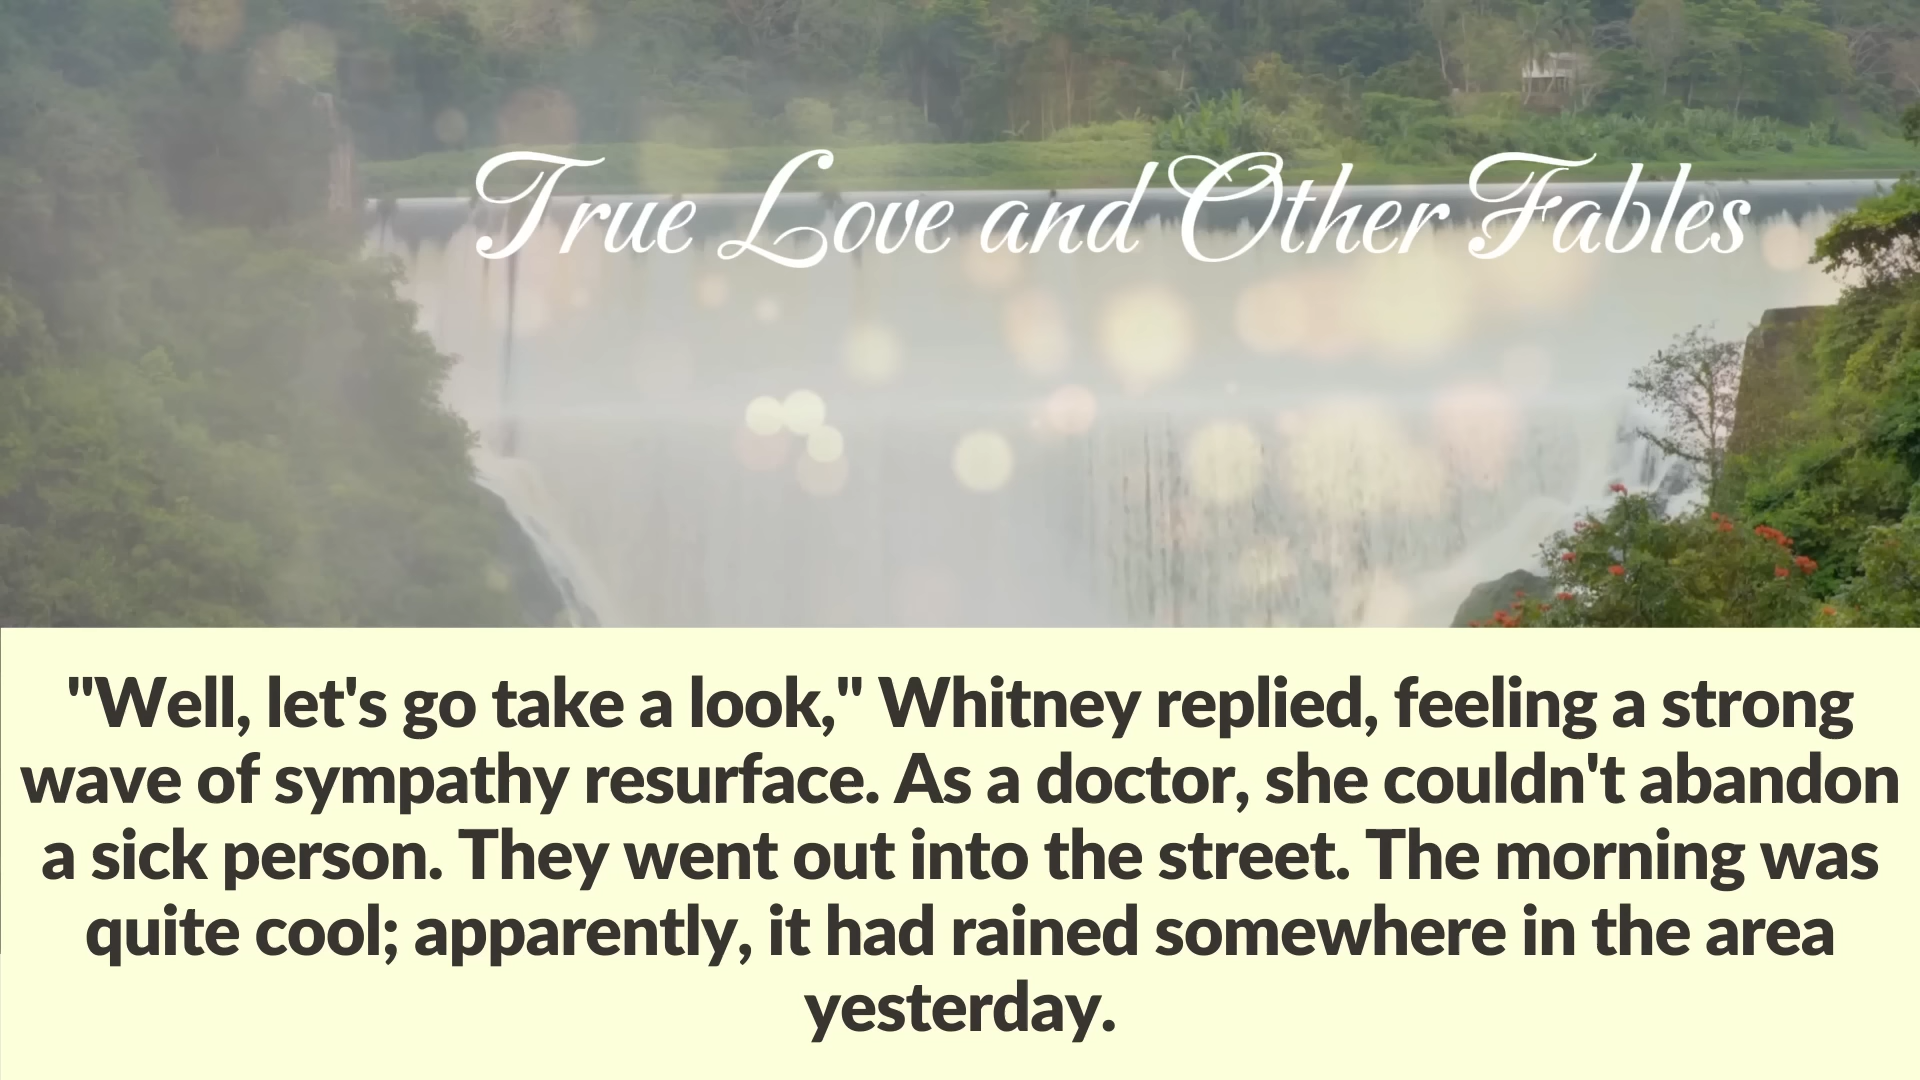 True Love and Other Fables
"Well, let's go take a look," Whitney replied, feeling a strong
wave of sympathy resurface. As a doctor, she couldn't abandon
a sick person. They went out into the street. The morning was
quite cool; apparently, it had rained somewhere in the area
yesterday.